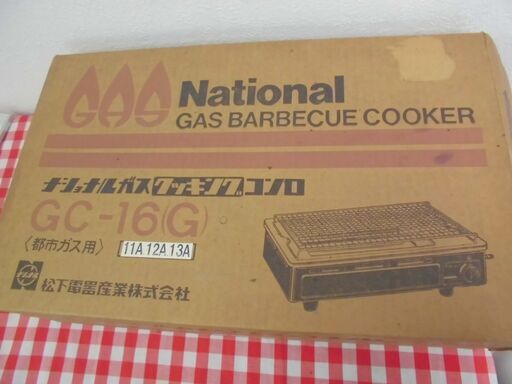 GAS National
GAS BARBECUE COOKER
ナショナルガスクッキングコンロ
GC-16(G)
〈都市ガス用〉 11A.12A.13A
松下電器産業株式会社